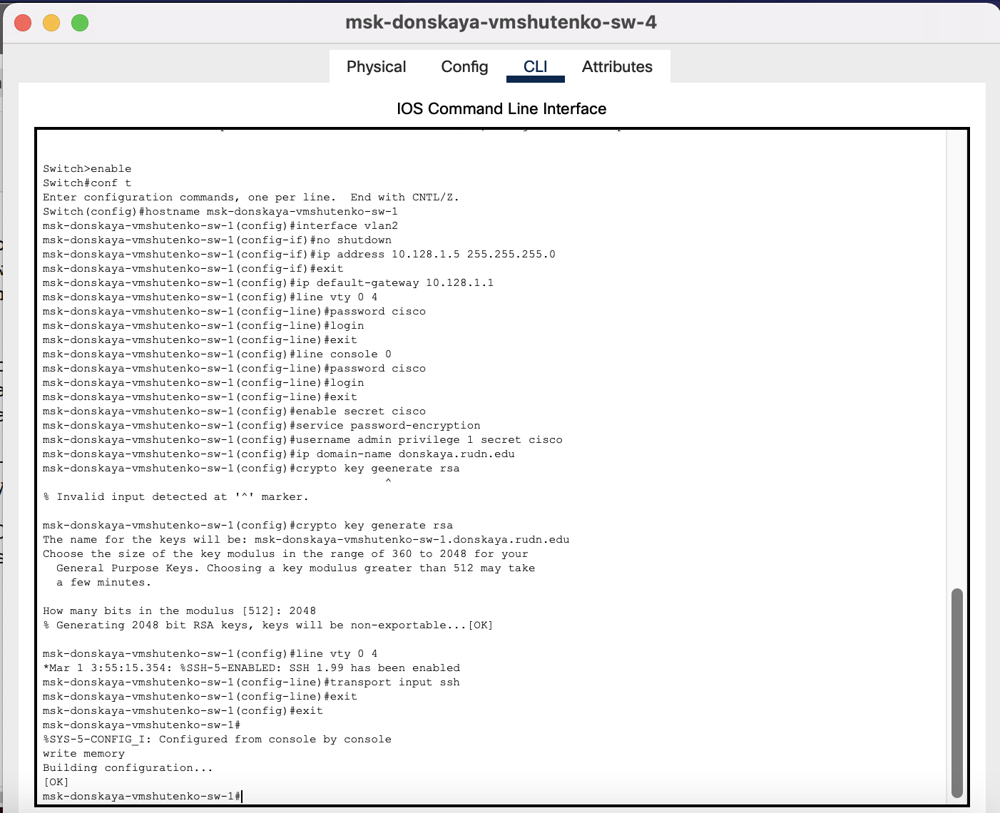 msk-donskaya-vmshutenko-sw-4
Physical Config CLI Attributes
IOS Command Line Interface
Switch>enable
Switch#conf t
Enter configuration commands, one per line.  End with CNTL/Z.
Switch(config)#hostname msk-donskaya-vmshutenko-sw-1
msk-donskaya-vmshutenko-sw-1(config)#interface vlan2
msk-donskaya-vmshutenko-sw-1(config-if)#no shutdown
msk-donskaya-vmshutenko-sw-1(config-if)#ip address 10.128.1.5 255.255.255.0
msk-donskaya-vmshutenko-sw-1(config-if)#exit
msk-donskaya-vmshutenko-sw-1(config)#ip default-gateway 10.128.1.1
msk-donskaya-vmshutenko-sw-1(config)#line vty 0 4
msk-donskaya-vmshutenko-sw-1(config-line)#password cisco
msk-donskaya-vmshutenko-sw-1(config-line)#login
msk-donskaya-vmshutenko-sw-1(config-line)#exit
msk-donskaya-vmshutenko-sw-1(config)#line console 0
msk-donskaya-vmshutenko-sw-1(config-line)#password cisco
msk-donskaya-vmshutenko-sw-1(config-line)#login
msk-donskaya-vmshutenko-sw-1(config-line)#exit
msk-donskaya-vmshutenko-sw-1(config)#enable secret cisco
msk-donskaya-vmshutenko-sw-1(config)#service password-encryption
msk-donskaya-vmshutenko-sw-1(config)#username admin privilege 1 secret cisco
msk-donskaya-vmshutenko-sw-1(config)#ip domain-name donskaya.rudn.edu
msk-donskaya-vmshutenko-sw-1(config)#crypto key geenerate rsa
^
% Invalid input detected at '^' marker.
msk-donskaya-vmshutenko-sw-1(config)#crypto key generate rsa
The name for the keys will be: msk-donskaya-vmshutenko-sw-1.donskaya.rudn.edu
Choose the size of the key modulus in the range of 360 to 2048 for your
General Purpose Keys. Choosing a key modulus greater than 512 may take
a few minutes.
How many bits in the modulus [512]: 2048
% Generating 2048 bit RSA keys, keys will be non-exportable...[OK]
msk-donskaya-vmshutenko-sw-1(config)#line vty 0 4
*Mar 1 3:55:15.354: %SSH-5-ENABLED: SSH 1.99 has been enabled
msk-donskaya-vmshutenko-sw-1(config-line)#transport input ssh
msk-donskaya-vmshutenko-sw-1(config-line)#exit
msk-donskaya-vmshutenko-sw-1(config)#exit
msk-donskaya-vmshutenko-sw-1#
%SYS-5-CONFIG_I: Configured from console by console
write memory
Building configuration...
[OK]
msk-donskaya-vmshutenko-sw-1#